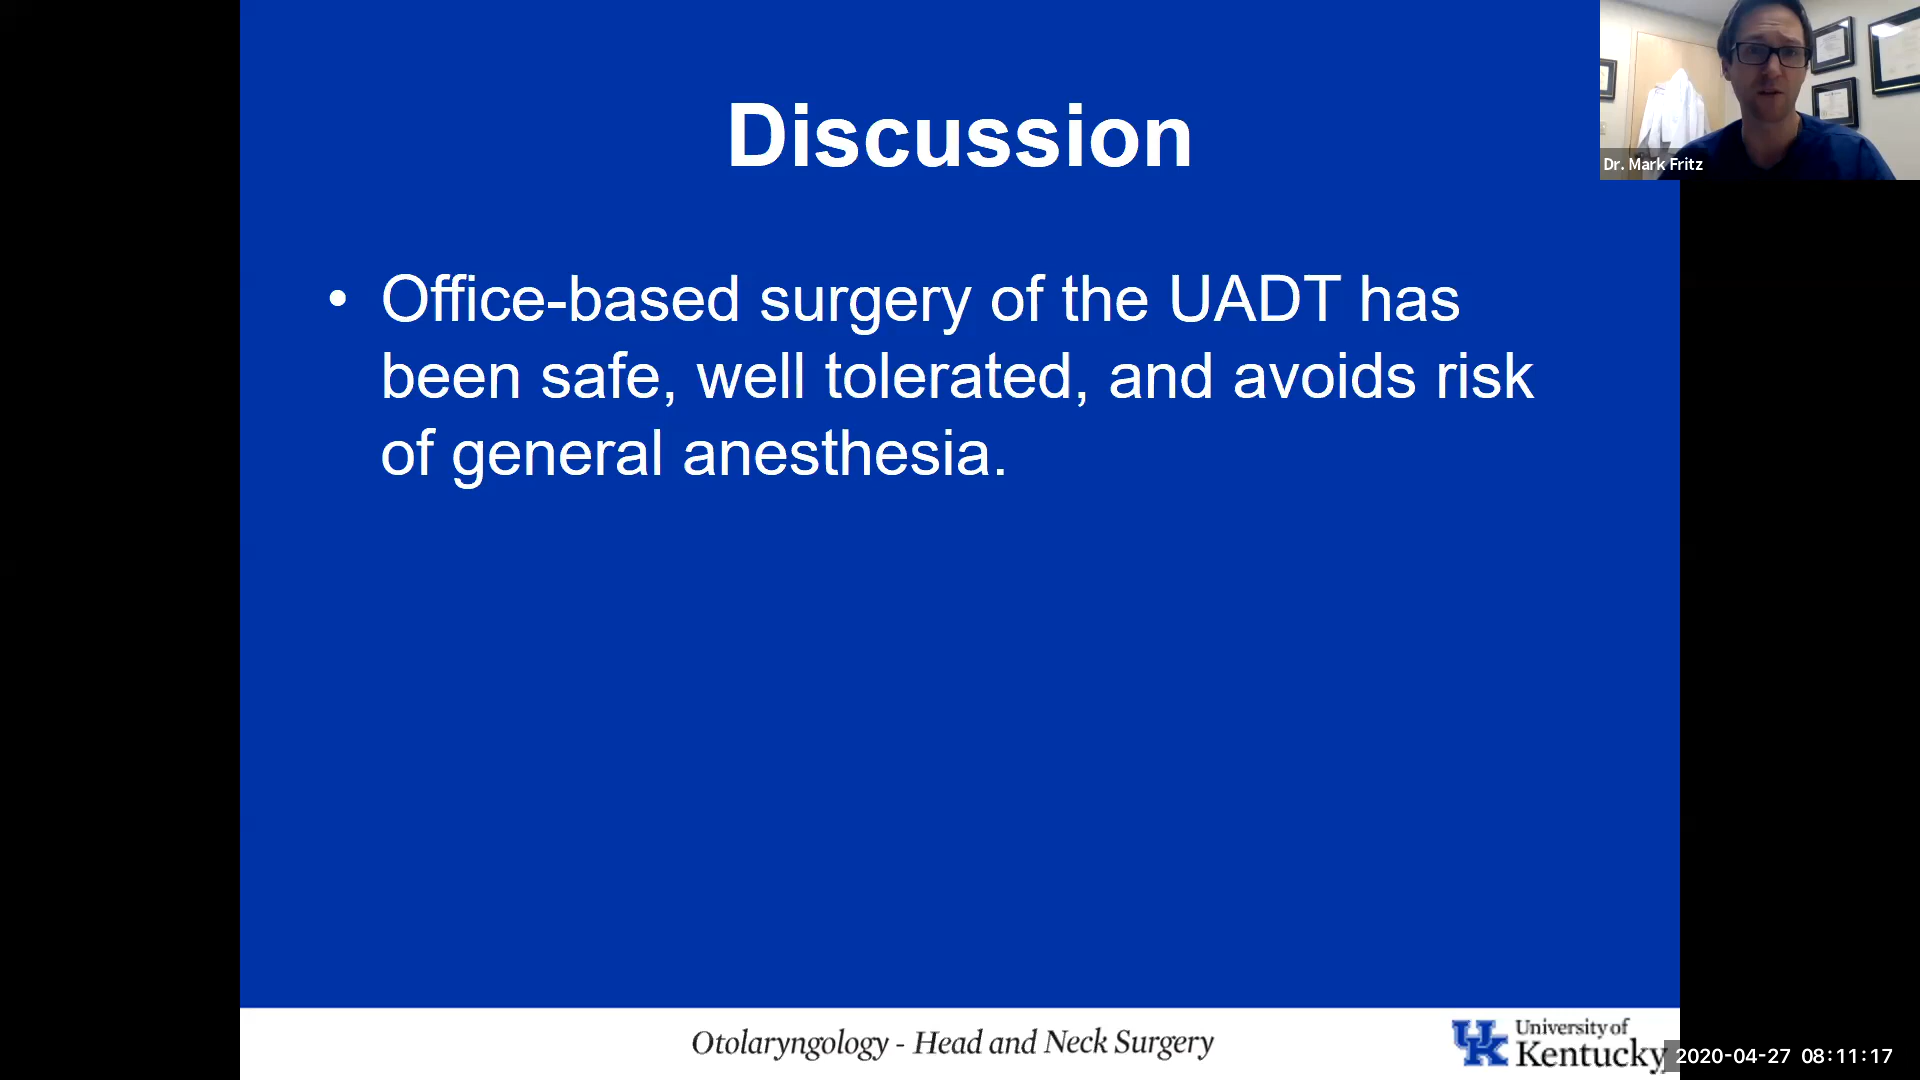 Discussion
Dr. Mark Fritz
• Office-based surgery of the UADT has
been safe, well tolerated, and avoids risk
of general anesthesia.
Otolaryngology - Head and Neck Surgery
UK
University of
Kentucky
2020-04-27 08:11:17